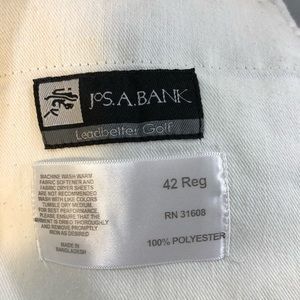 JOS. A. BANK
Leadbetter Golf
MACHINE WASH WARM
FABRIC SOFTENER AND
FABRIC DRYER SHEETS
ARE NOT RECOMMENDED
WASH WITH LIKE COLORS
TUMBLE DRY MEDIUM.
FOR BEST PERFORMANCE
PLEASE, ENSURE THAT THE
GARMENT IS DRIED THOROUGHLY
AND REMOVE PROMPTLY
IRON AS DESIRED
MADE IN
BANGLADESH
42 Reg
RN 31608
100% POLYESTER